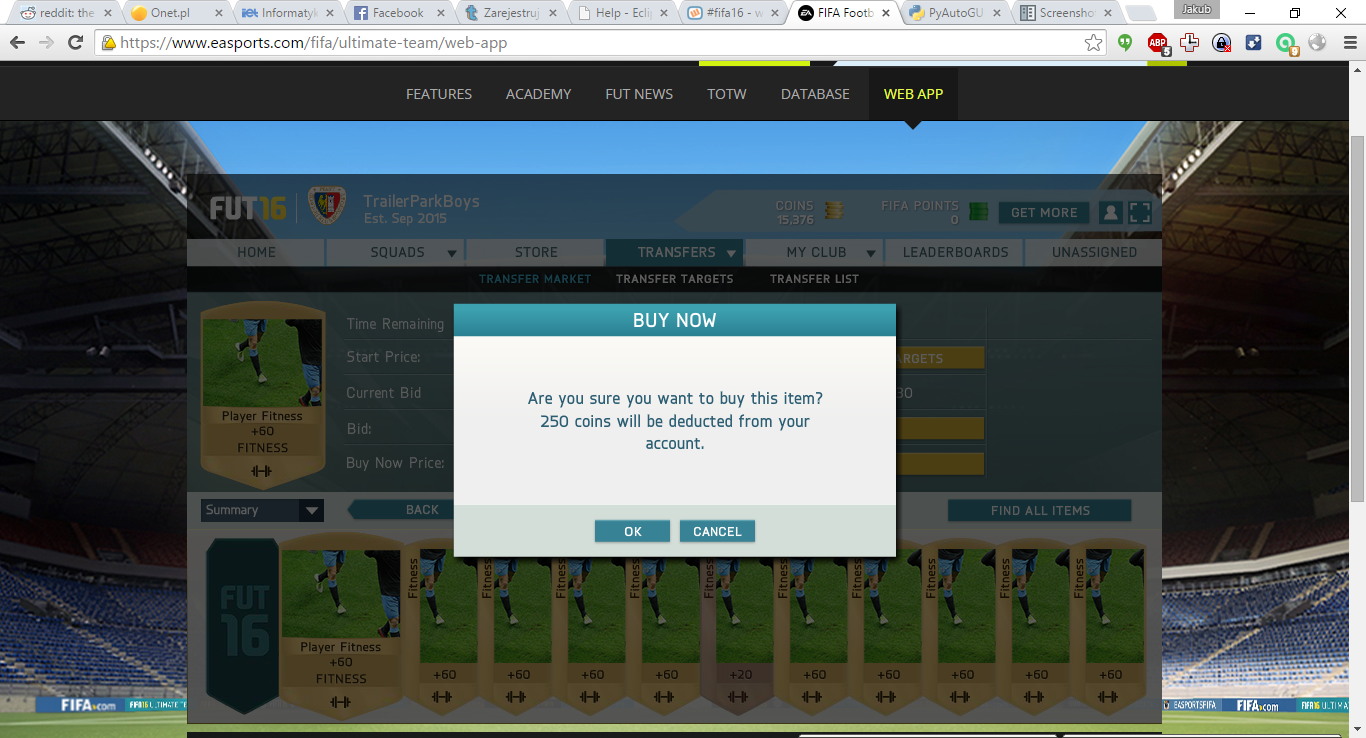 reddit: the
Onet.pl
Informatyk
Facebook
Zarejestruj
Help - Eclip
#fifa16 - w
FIFA Footb
PyAutoGU
Screensho
Jakub
https://www.easports.com/fifa/ultimate-team/web-app
ABP
FEATURES ACADEMY FUT NEWS TOTW DATABASE WEB APP
FUT16
TrailerParkBoys
Est. Sep 2015
COINS
15,376
FIFA POINTS
0
GET MORE
HOME SQUADS STORE TRANSFERS MY CLUB LEADERBOARDS UNASSIGNED
TRANSFER MARKET TRANSFER TARGETS TRANSFER LIST
Player Fitness
+60
FITNESS
Time Remaining
Start Price:
Current Bid
Bid:
Buy Now Price:
ARGETS
30
BUY NOW
Are you sure you want to buy this item?
250 coins will be deducted from your
account.
OK CANCEL
Summary
BACK
FIND ALL ITEMS
FUT
16
Player Fitness
+60
FITNESS
Fitness Fitness Fitness Fitness Fitness Fitness Fitness Fitness Fitness Fitness
+60 +60 +60 +60 +20 +60 +60 +60 +60 +60
FIFA.com
FIFA16 ULTIMATE TE
EASPORTSFIFA
FIFA.com
FIFA16 ULTIMA